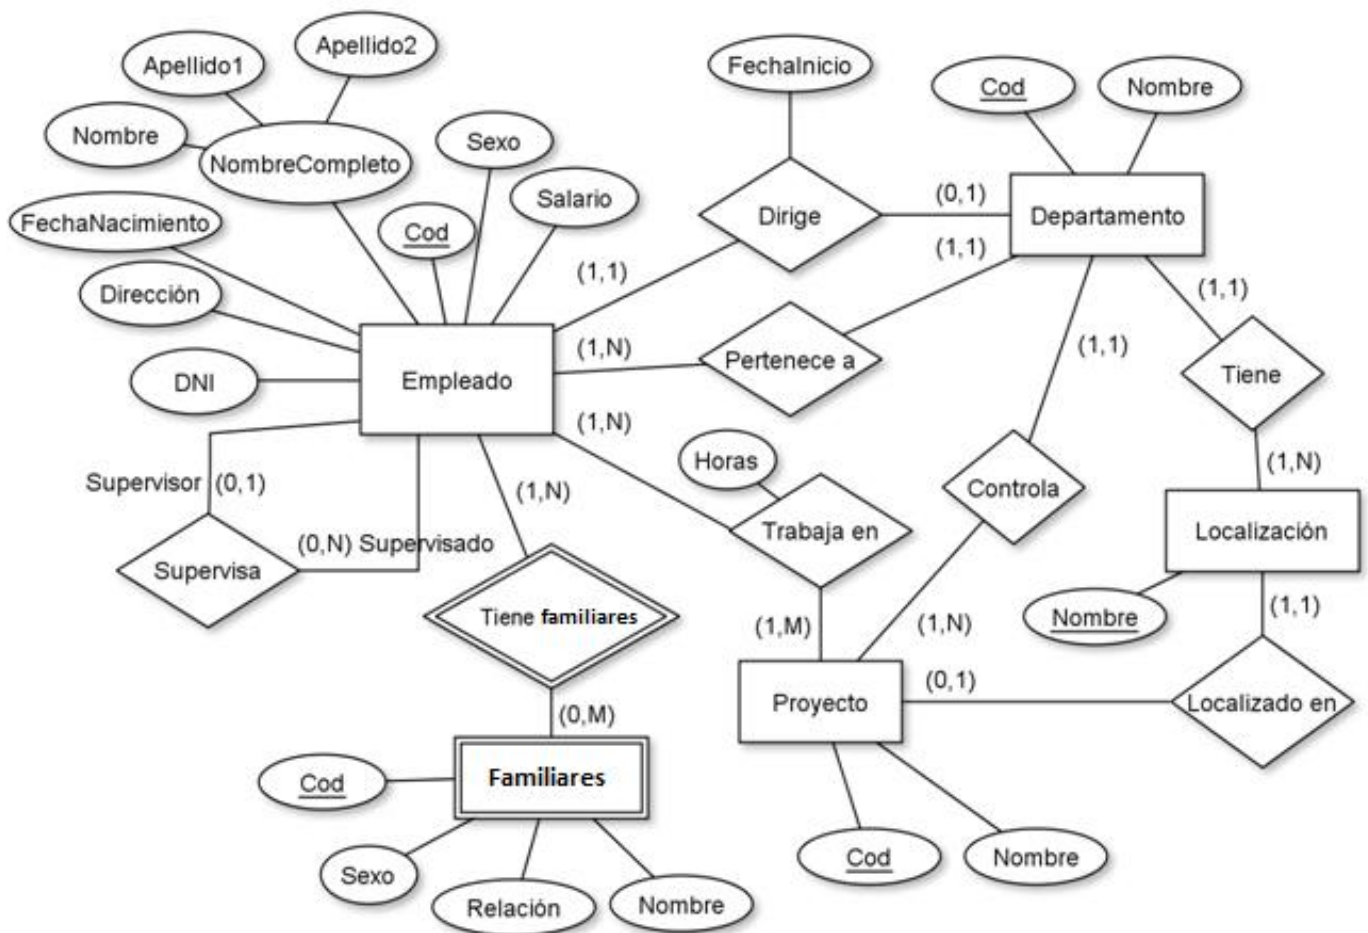 Apellido2
Apellido1
FechaInicio
Cod
Nombre
Nombre
NombreCompleto
Sexo
Salario
FechaNacimiento
Cod
Dirige
(0,1)
Departamento
(1,1)
(1,1)
Dirección
(1,1)
(1,1)
(1,N)
Pertenece a
Tiene
DNI
Empleado
(1,N)
Horas
(1,N)
Supervisor (0,1)
(1,N)
Controla
Trabaja en
Localización
(0,N) Supervisado
Supervisa
Tiene familiares
Nombre
(1,1)
(1,M)
(1,N)
(0,1)
Proyecto
Localizado en
(0,M)
Cod
Familiares
Cod
Nombre
Sexo
Relación
Nombre